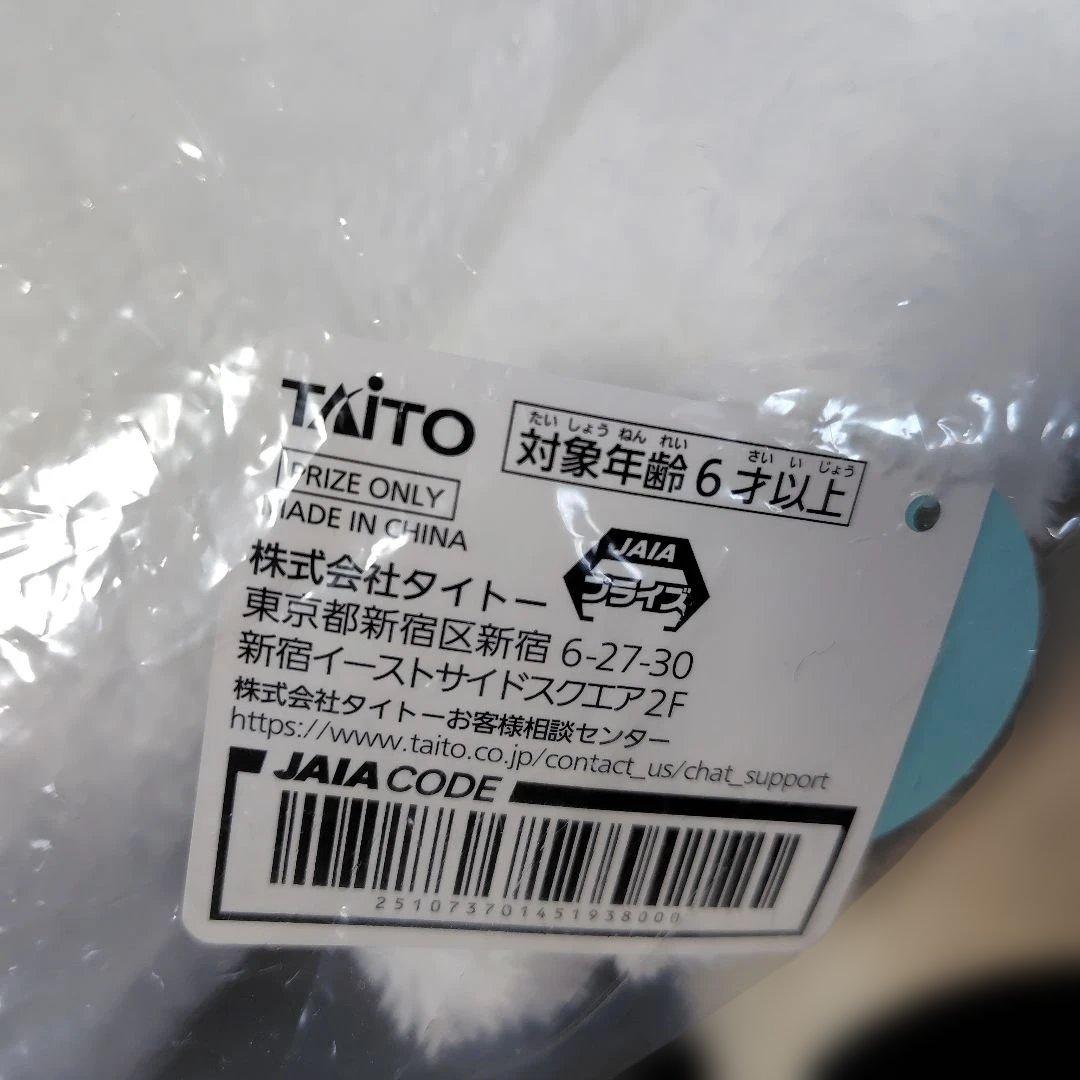 TAiTO
PRIZE ONLY
MADE IN CHINA
たいしょうねんれい さいいじょう
対象年齢6才以上
JAIA
プライズ
株式会社タイトー
東京都新宿区新宿6-27-30
新宿イーストサイドスクエア2F
株式会社タイトーお客様相談センター
https://www.taito.co.jp/contact_us/chat_support
JAIA CODE
251073701451938000